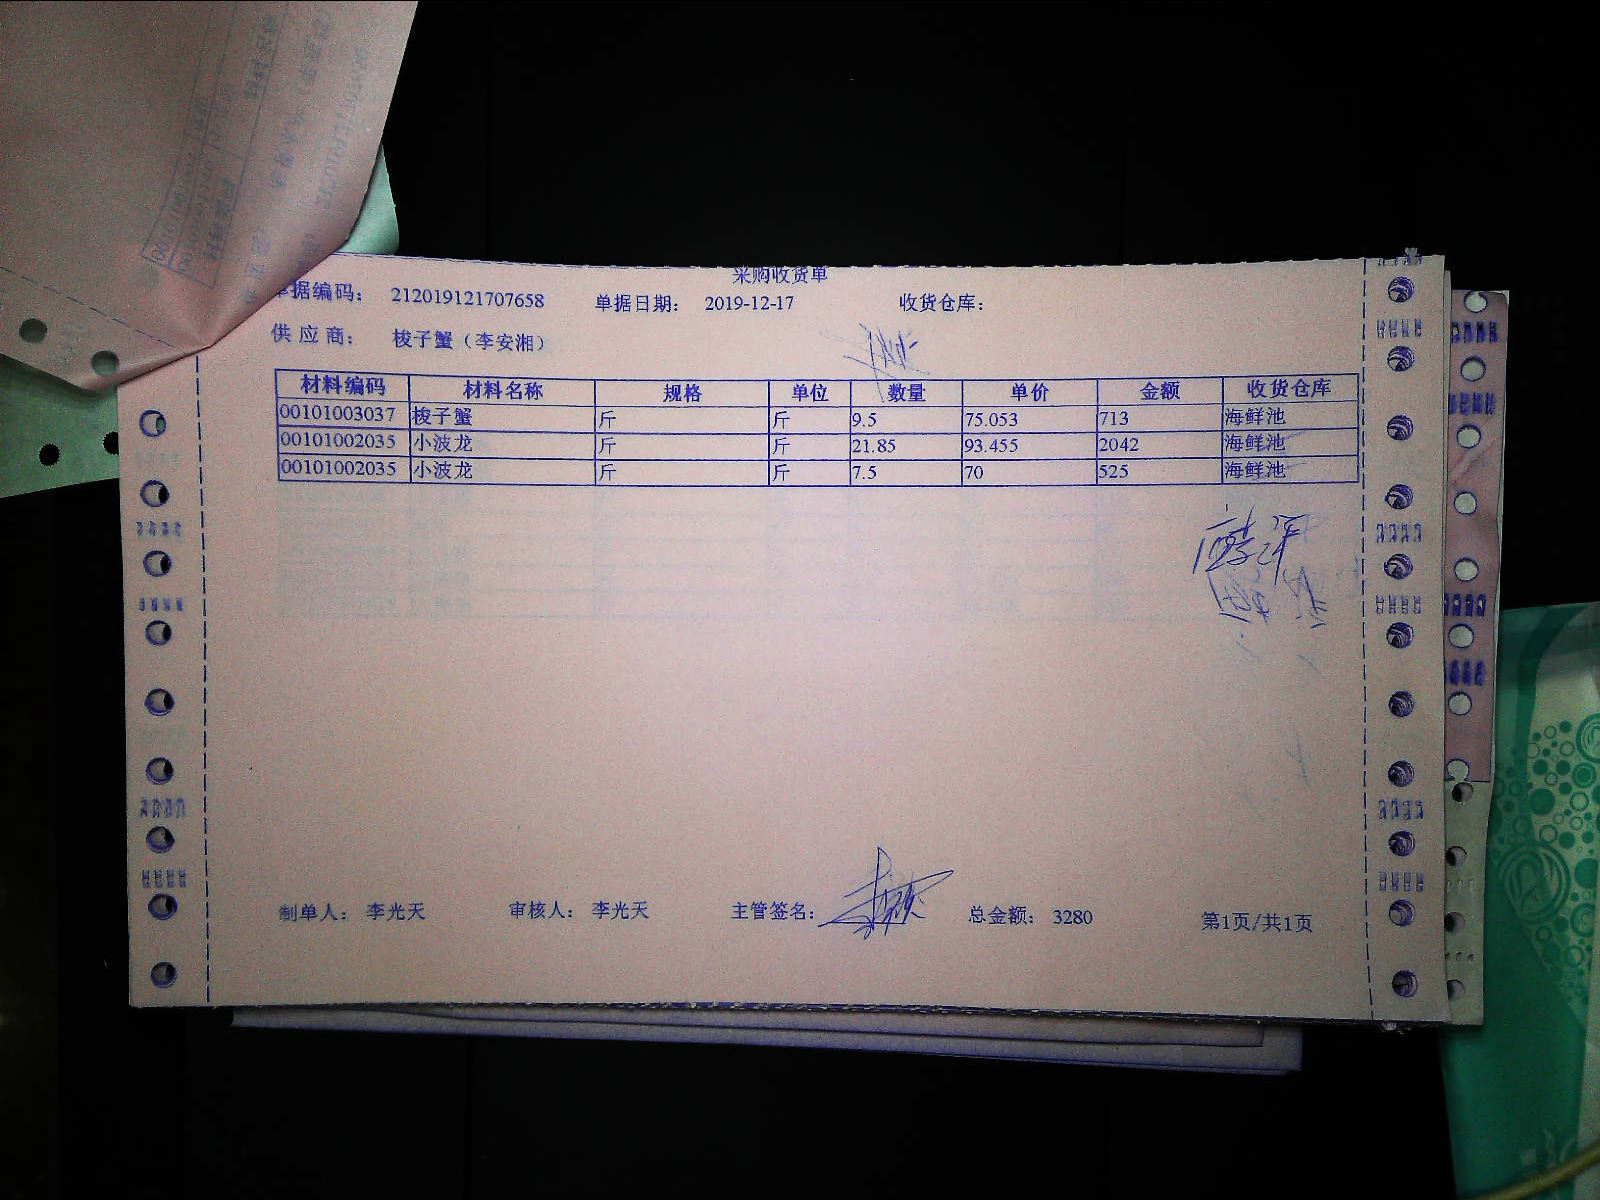 采购收货单
单据编码： 212019121707658 单据日期： 2019-12-17 收货仓库：
供 应 商： 梭子蟹（李安湘）
材料编码 材料名称 规格 单位 数量 单价 金额 收货仓库
00101003037 梭子蟹 斤 斤 9.5 75.053 713 海鲜池
00101002035 小波龙 斤 斤 21.85 93.455 2042 海鲜池
00101002035 小波龙 斤 斤 7.5 70 525 海鲜池
制单人： 李光天 审核人： 李光天 主管签名： 总金额： 3280 第1页/共1页